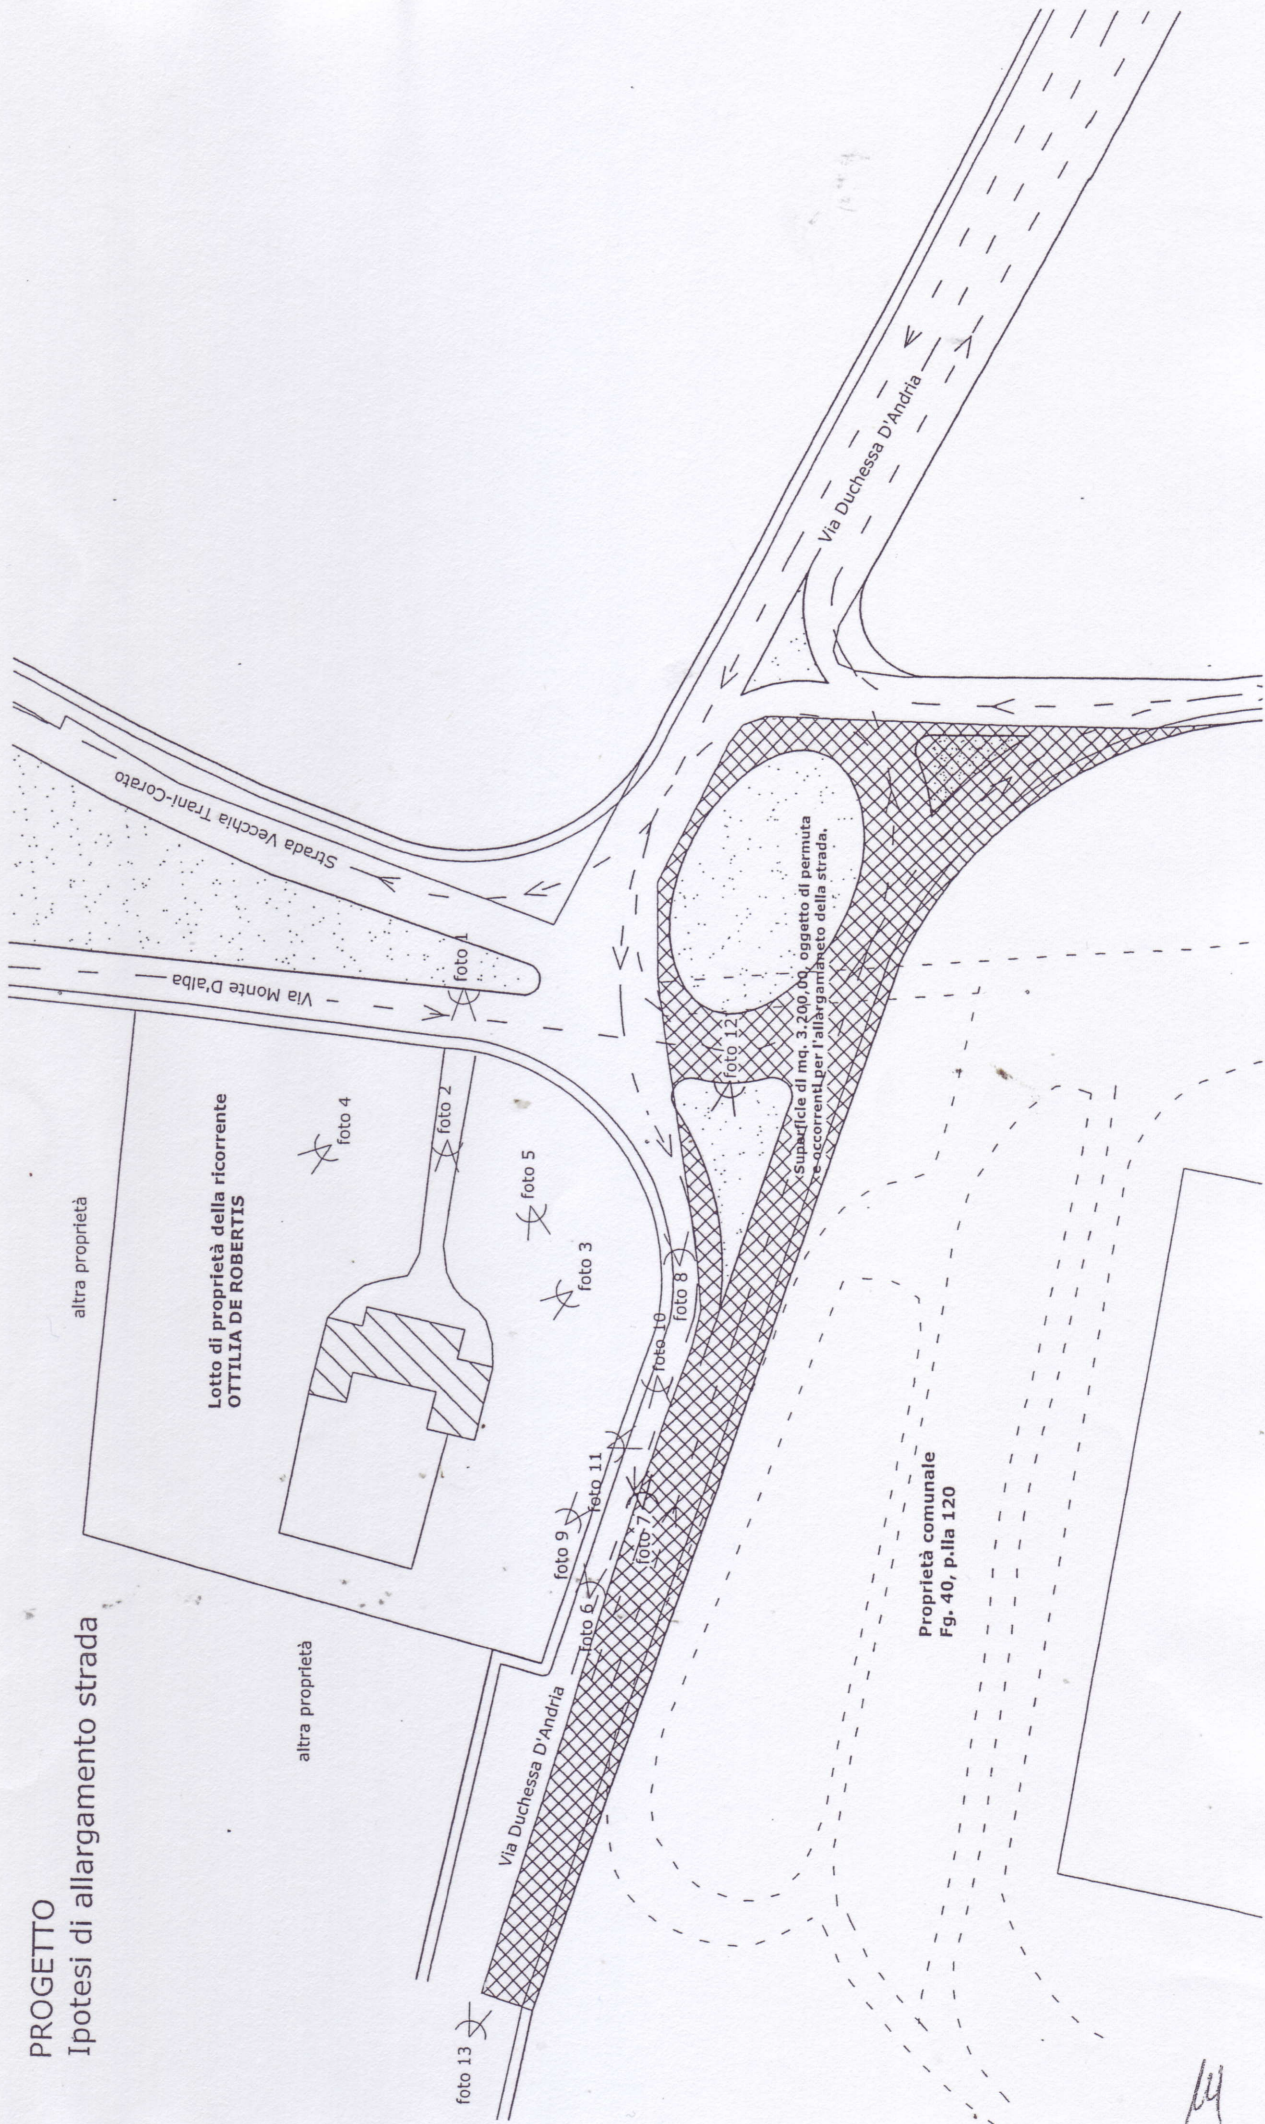 PROGETTO
Ipotesi di allargamento strada
altra proprietà
altra proprietà
Lotto di proprietà della ricorrente
OTTILIA DE ROBERTIS
Via Monte D'alba
Strada Vecchia Trani-Corato
foto 1
foto 2
foto 4
foto 5
foto 3
foto 13
Via Duchessa D'Andria
foto 6
foto 9
foto 11
foto 7
foto 10
foto 8
foto 12
Via Duchessa D'Andria
Superficie di mq. 3.200,00, oggetto di permuta
e occorrenti per l'allargamaneto della strada.
Proprietà comunale
Fg. 40, p.lla 120